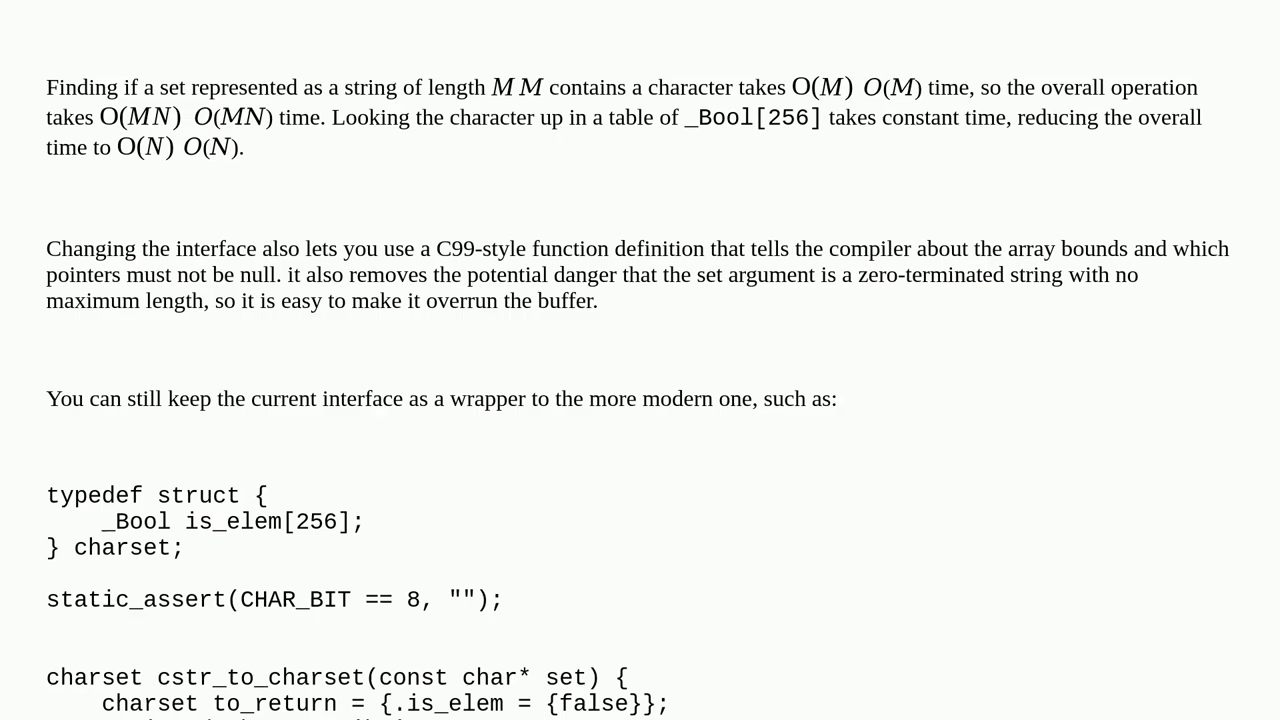 Finding if a set represented as a string of length M M contains a character takes O(M) O(M) time, so the overall operation
takes O(MN) O(MN) time. Looking the character up in a table of _Bool[256] takes constant time, reducing the overall
time to O(N) O(N).
Changing the interface also lets you use a C99-style function definition that tells the compiler about the array bounds and which
pointers must not be null. it also removes the potential danger that the set argument is a zero-terminated string with no
maximum length, so it is easy to make it overrun the buffer.
You can still keep the current interface as a wrapper to the more modern one, such as:
typedef struct {
    _Bool is_elem[256];
} charset;
static_assert(CHAR_BIT == 8, "");
charset cstr_to_charset(const char* set) {
    charset to_return = {.is_elem = {false}};